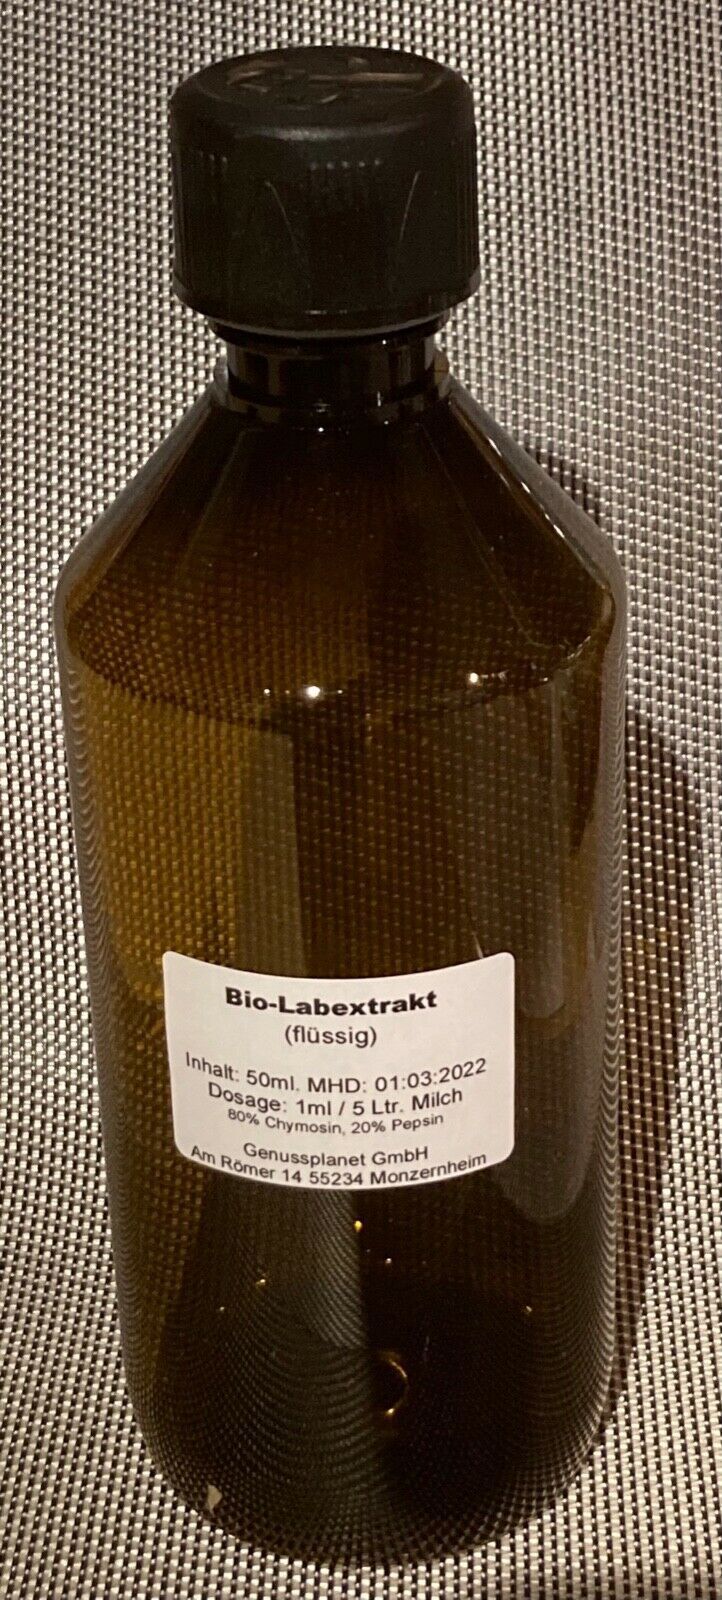 Bio-Labextrakt
(flüssig)
Inhalt: 50ml. MHD: 01:03:2022
Dosage: 1ml / 5 Ltr. Milch
80% Chymosin, 20% Pepsin
Genussplanet GmbH
Am Römer 14 55234 Monzernheim